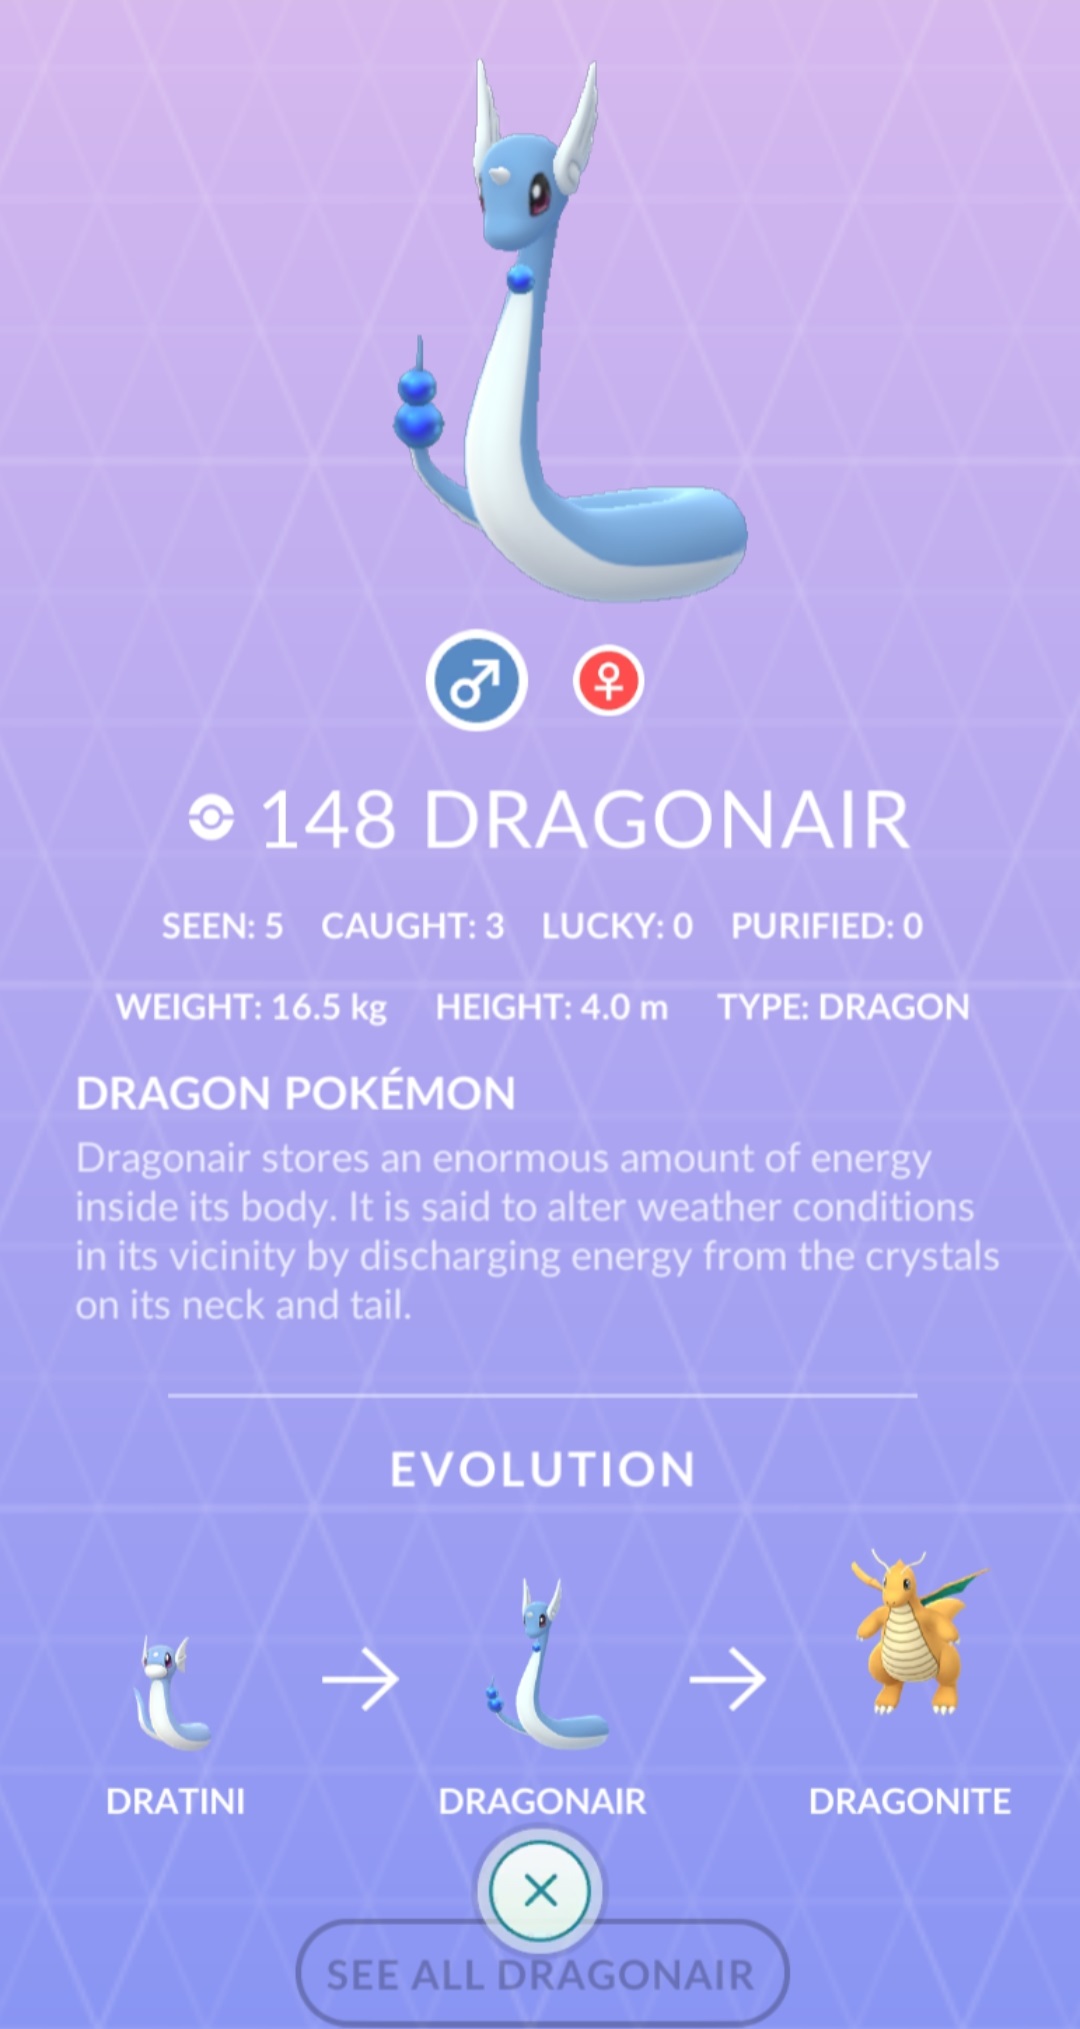 148 DRAGONAIR
SEEN: 5 CAUGHT: 3 LUCKY: 0 PURIFIED: 0
WEIGHT: 16.5 kg HEIGHT: 4.0 m TYPE: DRAGON
DRAGON POKÉMON
Dragonair stores an enormous amount of energy
inside its body. It is said to alter weather conditions
in its vicinity by discharging energy from the crystals
on its neck and tail.
EVOLUTION
DRATINI DRAGONAIR DRAGONITE
SEE ALL DRAGONAIR